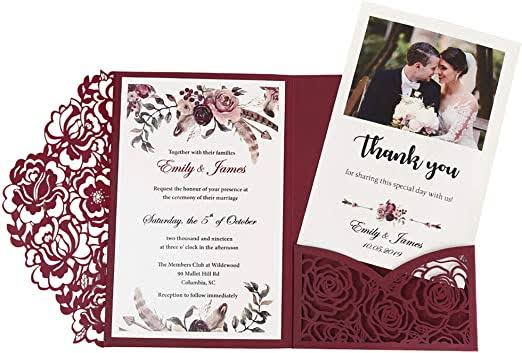 Together with their families
Emily & James
Request the honour of your presence at
the ceremony of their marriage
Saturday, the 5th of October
two thousand and nineteen
at three o' clock in the afternoon
The Members Club at Wildewood
90 Mallet Hill Rd
Columbia, SC
Reception to follow immediately
Thank you
for sharing this special day with us!
Emily & James
10.05.2019